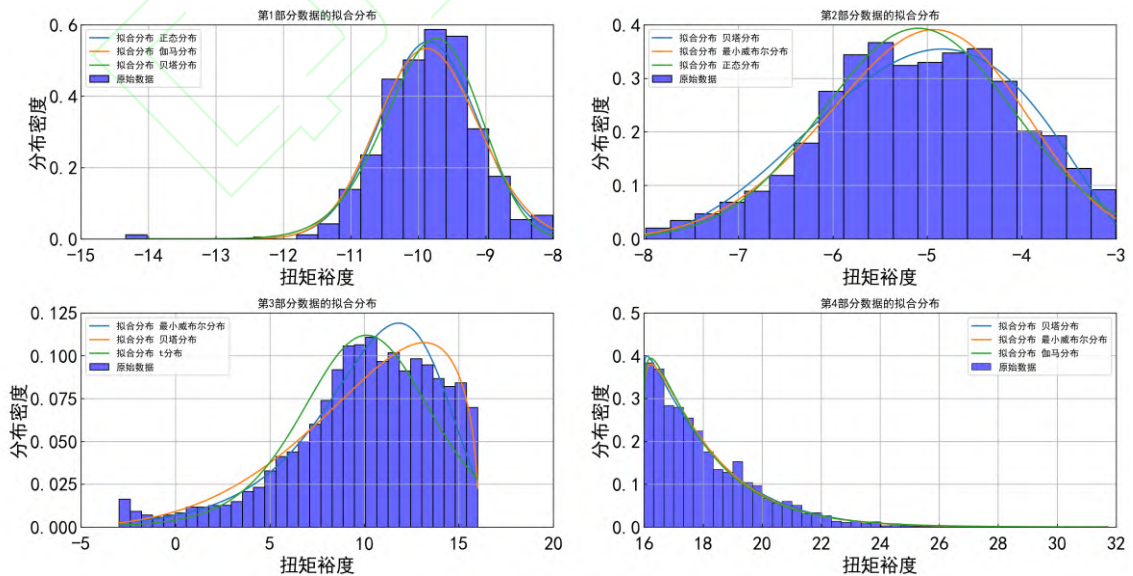 第1部分数据的拟合分布
0.6
0.4
0.2
0.0
分布密度
拟合分布 正态分布
拟合分布 伽马分布
拟合分布 贝塔分布
原始数据
-15 -14 -13 -12 -11 -10 -9 -8
扭矩裕度
第2部分数据的拟合分布
0.4
0.3
0.2
0.1
0.0
分布密度
拟合分布 贝塔分布
拟合分布 最小威布尔分布
拟合分布 正态分布
原始数据
-8 -7 -6 -5 -4 -3
扭矩裕度
第3部分数据的拟合分布
0.125
0.100
0.075
0.050
0.025
0.000
分布密度
拟合分布 最小威布尔分布
拟合分布 贝塔分布
拟合分布 t分布
原始数据
-5 0 5 10 15 20
扭矩裕度
第4部分数据的拟合分布
0.5
0.4
0.3
0.2
0.1
0
分布密度
拟合分布 贝塔分布
拟合分布 最小威布尔分布
拟合分布 伽马分布
原始数据
16 18 20 22 24 26 28 30 32
扭矩裕度